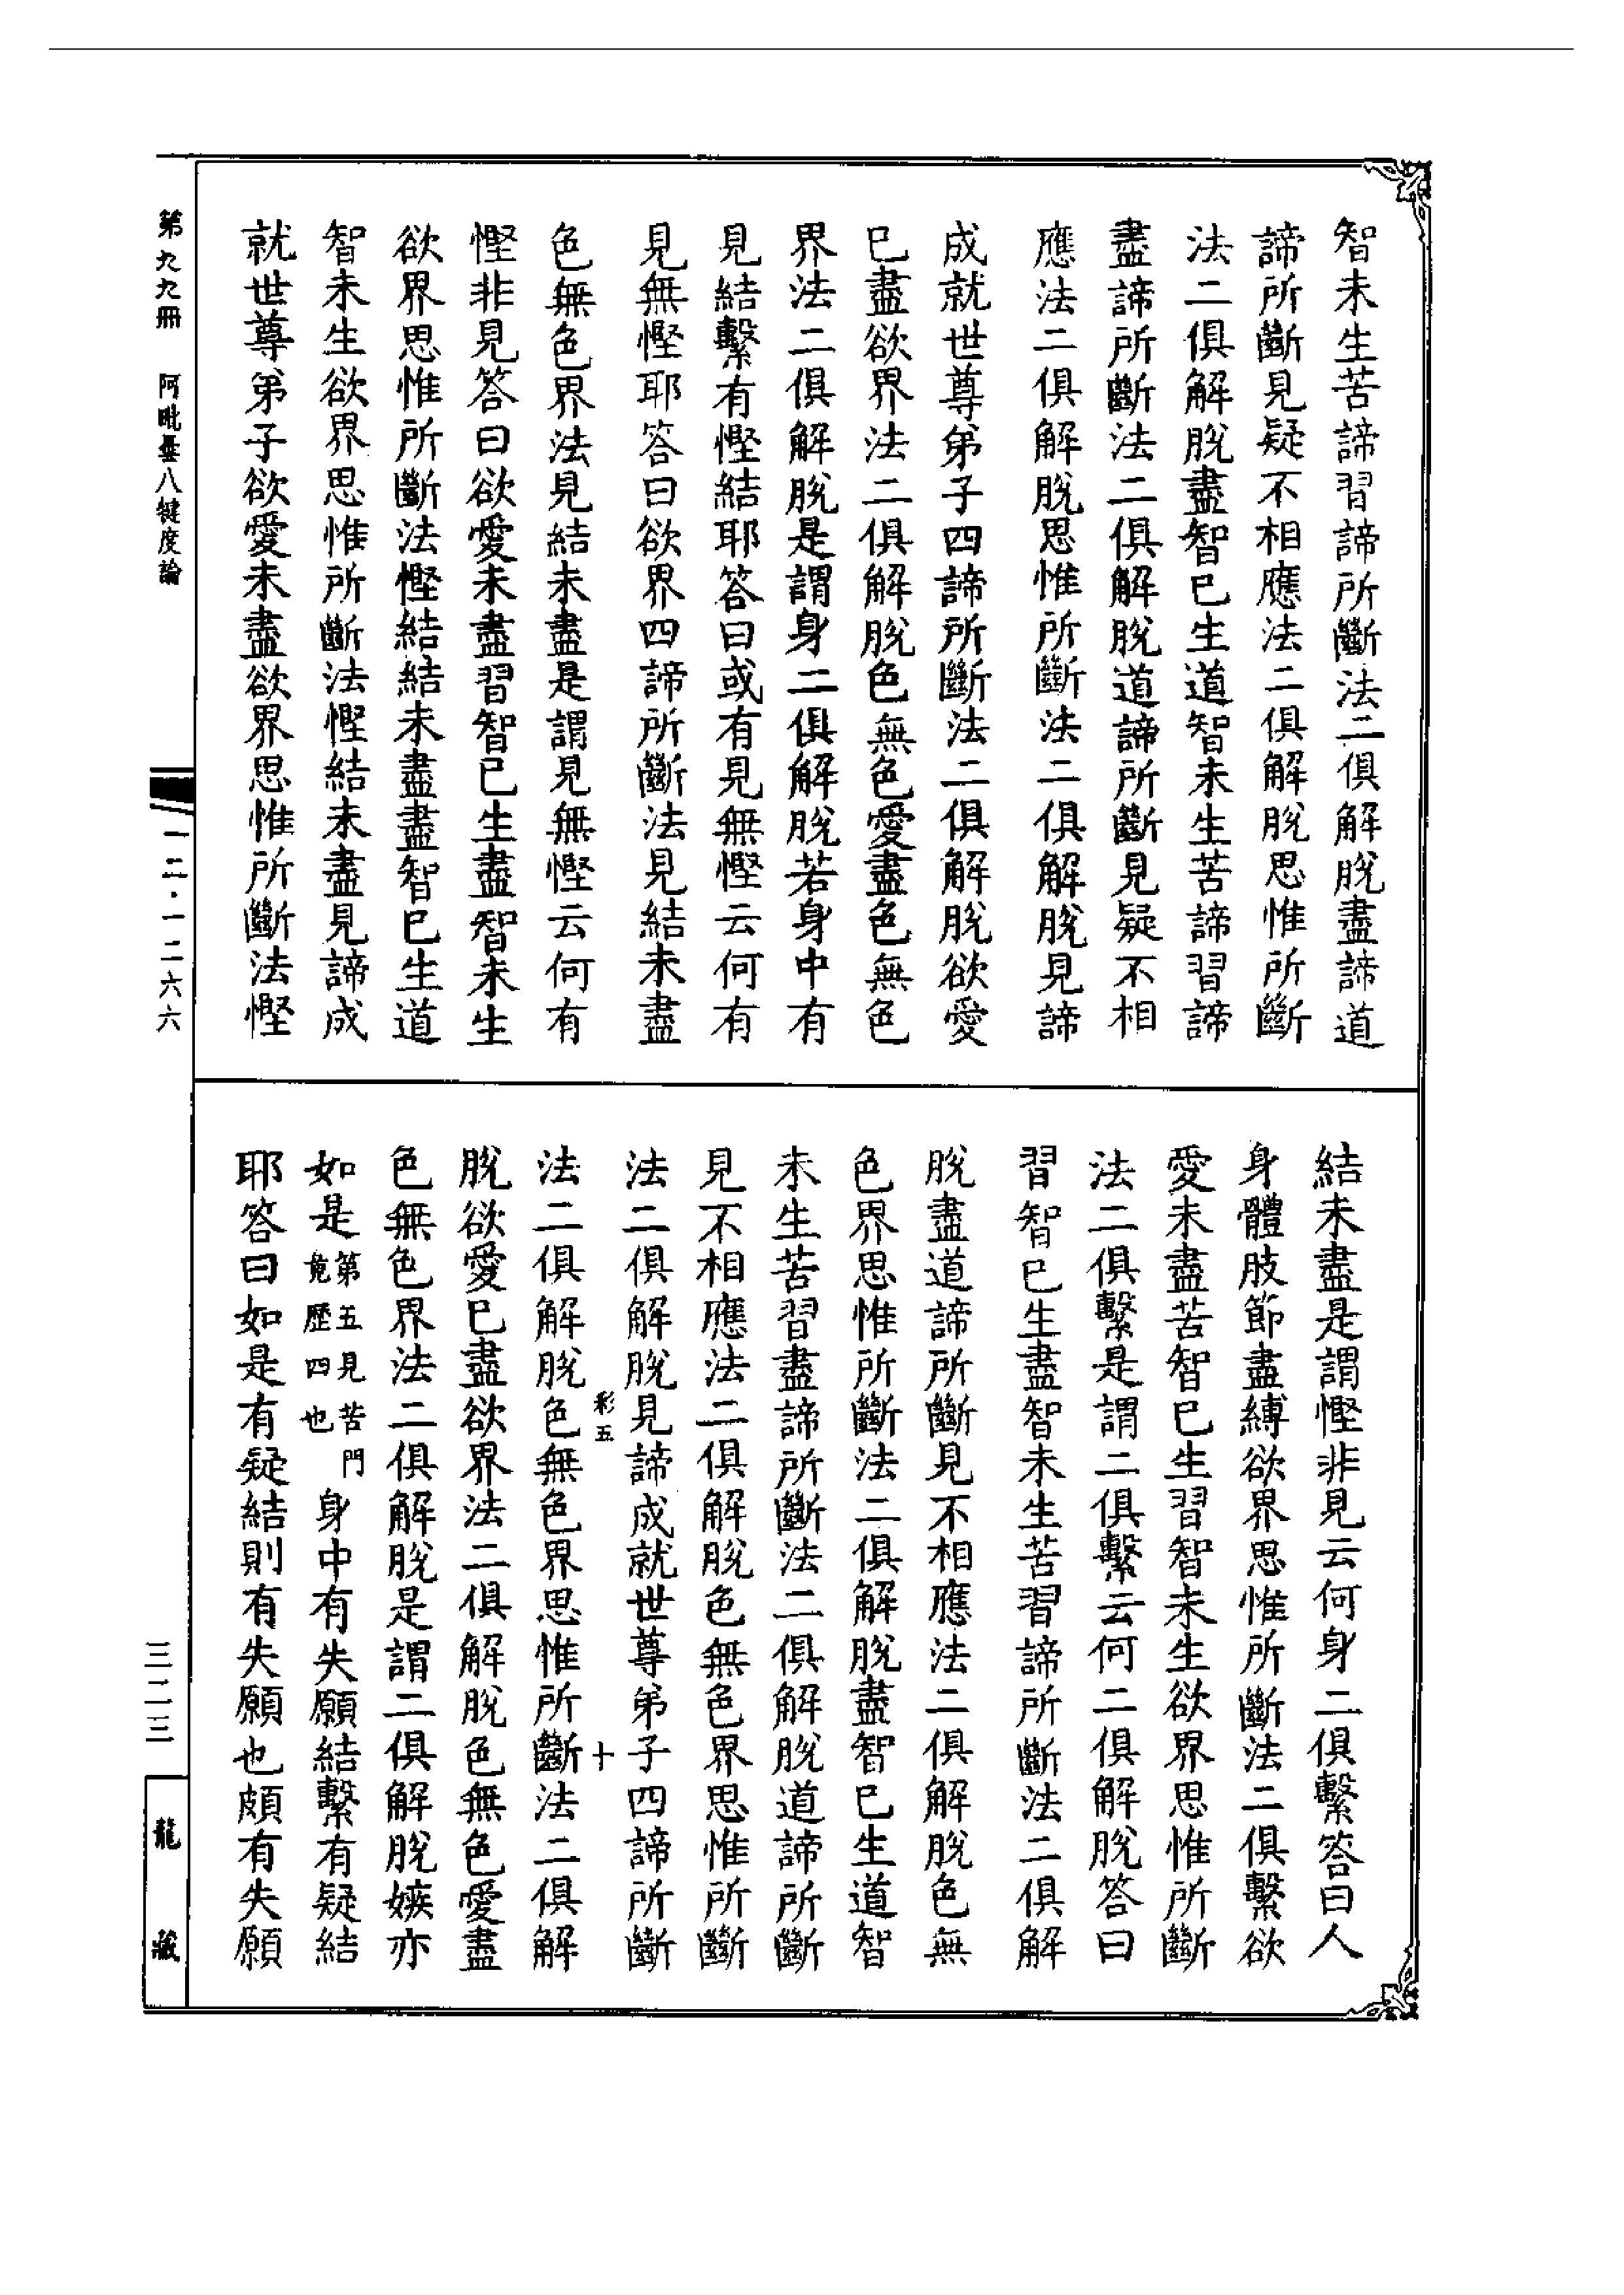 智未生苦諦習諦所斷法二俱解脫盡諦道
諦所斷見疑不相應法二俱解脫思惟所斷
法二俱解脫盡智已生道智未生苦諦習諦
盡諦所斷法二俱解脫道諦所斷見疑不相
應法二俱解脫思惟所斷法二俱解脫見諦
成就世尊弟子四諦所斷法二俱解脫欲愛
已盡欲界法二俱解脫色無色愛盡色無色
界法二俱解脫是謂身二俱解脫若身中有
見結繫有慳結耶答曰或有見無慳云何有
見無慳耶答曰欲界四諦所斷法見結未盡
色無色界法見結未盡是謂見無慳云何有
慳非見答曰欲愛未盡習智已生盡智未生
欲界思惟所斷法慳結結未盡盡智已生道
智未生欲界思惟所斷法慳結未盡見諦成
就世尊弟子欲愛未盡欲界思惟所斷法慳
結未盡是謂慳非見云何身二俱繫答曰人
身體肢節盡縛欲界思惟所斷法二俱繫欲
愛未盡苦智已生習智未生欲界思惟所斷
法二俱繫是謂二俱繫云何二俱解脫答曰
習智已生盡智未生苦習諦所斷法二俱解
脫盡道諦所斷見不相應法二俱解脫色無
色界思惟所斷法二俱解脫盡智已生道智
未生苦習盡諦所斷法二俱解脫道諦所斷
見不相應法二俱解脫色無色界思惟所斷
法二俱解脫見諦成就世尊弟子四諦所斷
彩五
十
法二俱解脫色無色界思惟所斷法二俱解
脫欲愛已盡欲界法二俱解脫色無色愛盡
色無色界法二俱解脫是謂二俱解脫嫉亦
如是第五見苦門竟歷四也身中有失願結繫有疑結
耶答曰如是有疑結則有失願也頗有失願
第九九冊
阿毗曇八犍度論
一二·一二六六
三二三
龍藏